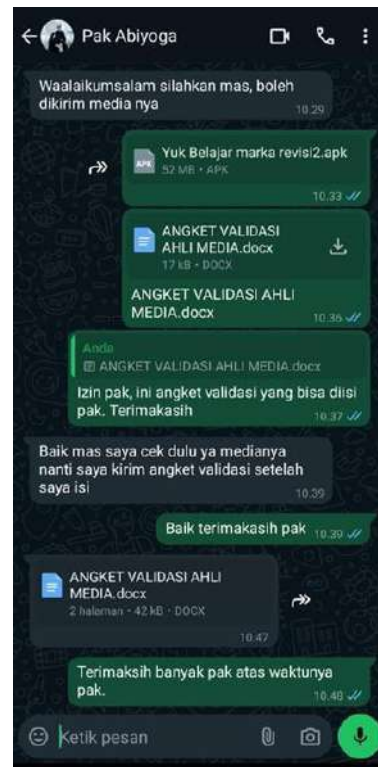 Pak Abiyoga
Waalaikumsalam silahkan mas, boleh
dikirim media nya
10.29
Yuk Belajar marka revisi2.apk
APK
52 MB • APK
10.33
ANGKET VALIDASI
AHLI MEDIA.docx
17 kB • DOCX
ANGKET VALIDASI AHLI
MEDIA.docx
10.36
Anda
ANGKET VALIDASI AHLI MEDIA.docx
Izin pak, ini angket validasi yang bisa diisi
pak. Terimakasih
10.37
Baik mas saya cek dulu ya medianya
nanti saya kirim angket validasi setelah
saya isi
10.39
Baik terimakasih pak 10.39
ANGKET VALIDASI AHLI
MEDIA.docx
2 halaman • 42 kB • DOCX
10.47
Terimaksih banyak pak atas waktunya
pak.
10.48
Ketik pesan